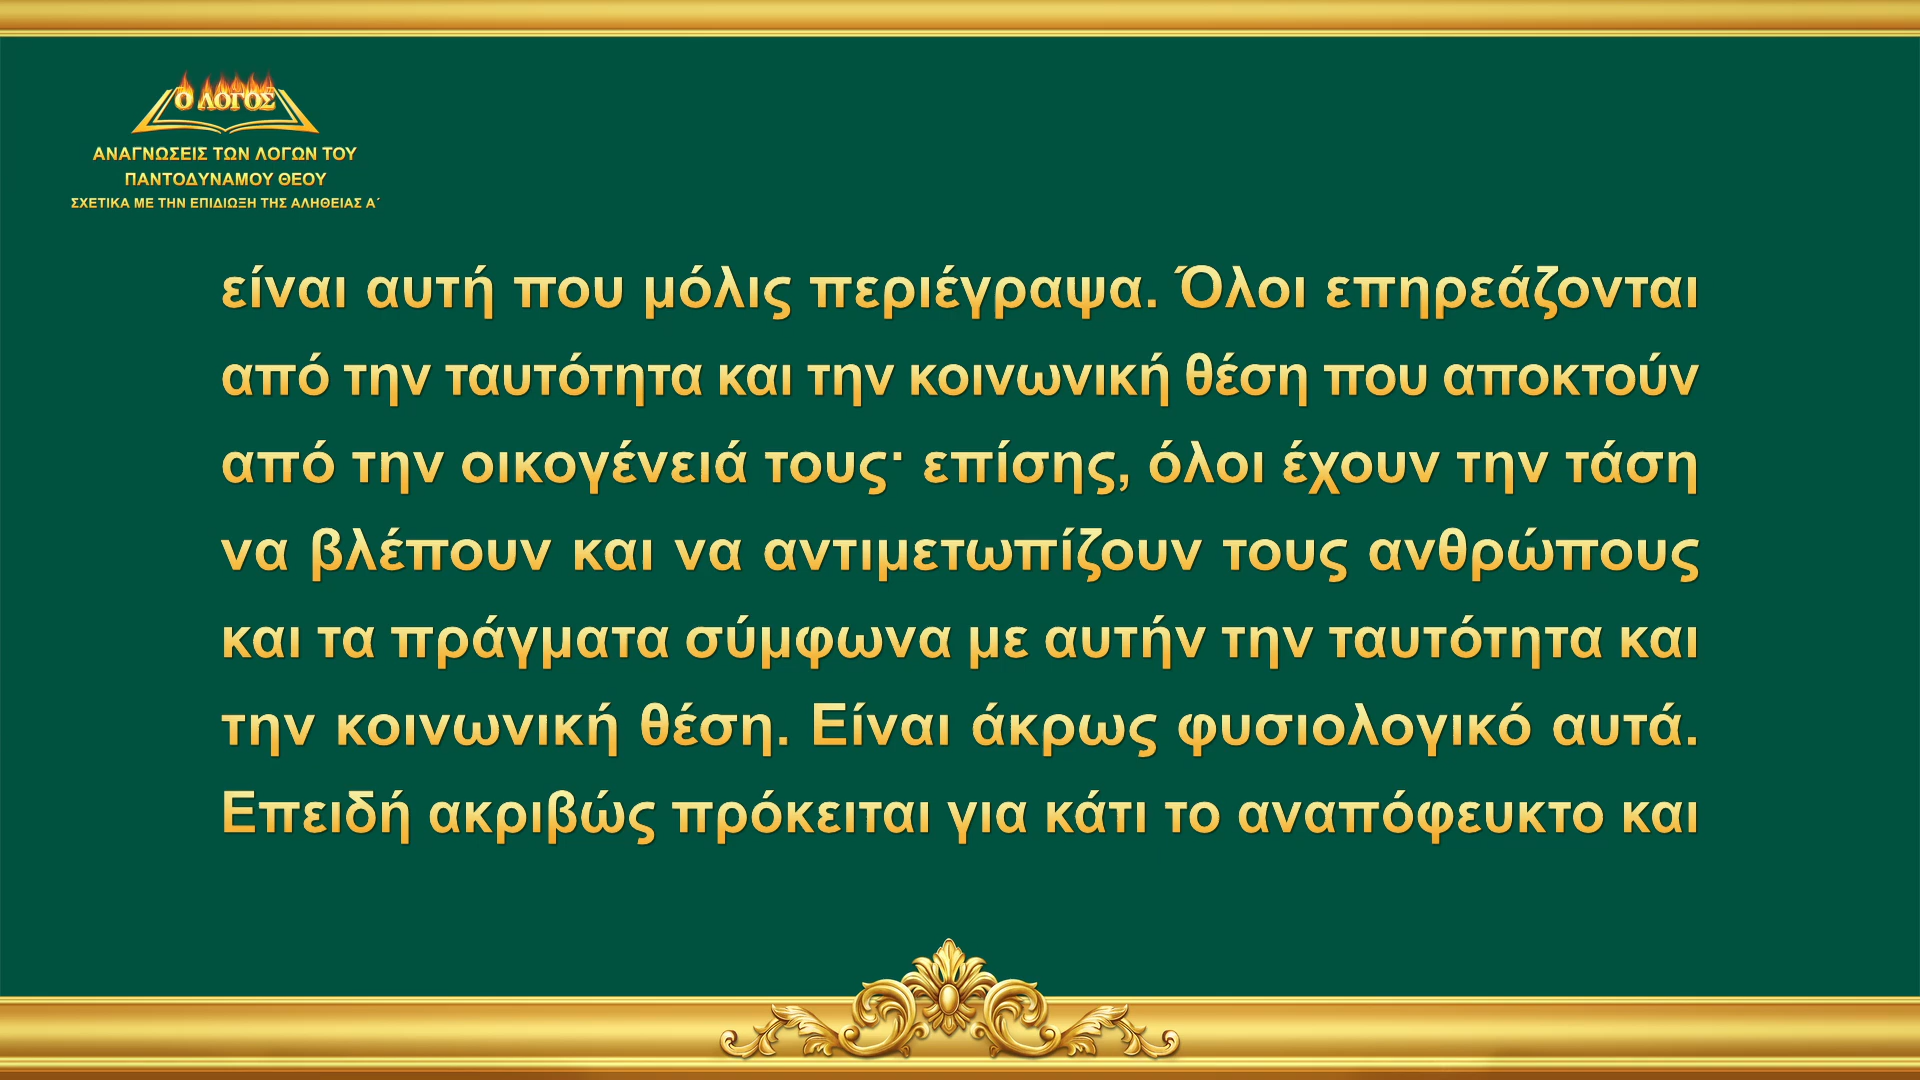 Ο ΛΟΓΟΣ
ΑΝΑΓΝΩΣΕΙΣ ΤΩΝ ΛΟΓΩΝ ΤΟΥ
ΠΑΝΤΟΔΥΝΑΜΟΥ ΘΕΟΥ
ΣΧΕΤΙΚΑ ΜΕ ΤΗΝ ΕΠΙΔΙΩΞΗ ΤΗΣ ΑΛΗΘΕΙΑΣ Α΄
είναι αυτή που μόλις περιέγραψα. Όλοι επηρεάζονται
από την ταυτότητα και την κοινωνική θέση που αποκτούν
από την οικογένειά τους· επίσης, όλοι έχουν την τάση
να βλέπουν και να αντιμετωπίζουν τους ανθρώπους
και τα πράγματα σύμφωνα με αυτήν την ταυτότητα και
την κοινωνική θέση. Είναι άκρως φυσιολογικό αυτά.
Επειδή ακριβώς πρόκειται για κάτι το αναπόφευκτο και